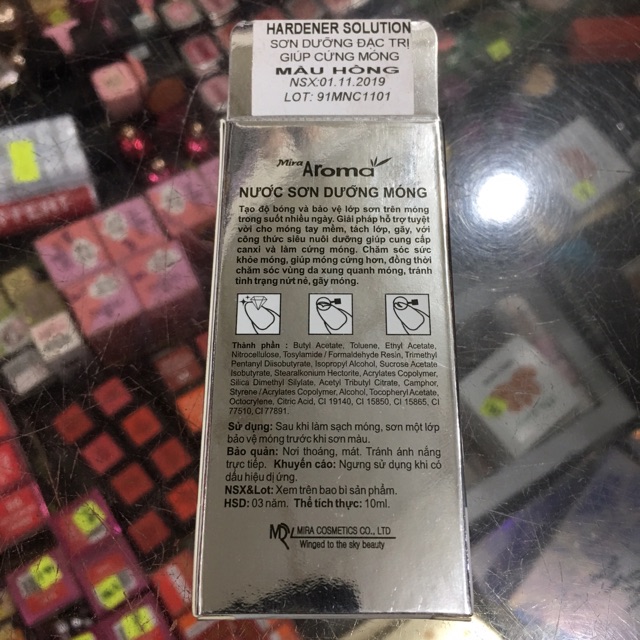 HARDENER SOLUTION
SƠN DƯỠNG ĐẶC TRỊ
GIÚP CỨNG MÓNG
MÀU HỒNG
NSX:01.11.2019
LOT: 91MNC1101
Mira Aroma
NƯỚC SƠN DƯỠNG MÓNG
Tạo độ bóng và bảo vệ lớp sơn trên móng
trong suốt nhiều ngày. Giải pháp hỗ trợ tuyệt
vời cho móng tay mềm, tách lớp, gãy, với
công thức siêu nuôi dưỡng giúp cung cấp
canxi và làm cứng móng. Chăm sóc sức
khỏe móng, giúp móng cứng hơn, đồng thời
chăm sóc vùng da xung quanh móng, tránh
tình trạng nứt nẻ, gãy móng.
Thành phần : Butyl Acetate, Toluene, Ethyl Acetate,
Nitrocellulose, Tosylamide / Formaldehyde Resin, Trimethyl
Pentanyl Diisobutyrate, Isopropyl Alcohol, Sucrose Acetate
Isobutyrate, Stearalkonium Hectorite, Acrylates Copolymer,
Silica Dimethyl Silylate, Acetyl Tributyl Citrate, Camphor,
Styrene / Acrylates Copolymer, Alcohol, Tocopheryl Acetate,
Octocrylene, Citric Acid, CI 19140, CI 15850, CI 15865, CI
77510, CI 77891.
Sử dụng: Sau khi làm sạch móng, sơn một lớp
bảo vệ móng trước khi sơn màu.
Bảo quản: Nơi thoáng, mát. Tránh ánh nắng
trực tiếp. Khuyến cáo: Ngưng sử dụng khi có
dấu hiệu dị ứng.
NSX&Lot: Xem trên bao bì sản phẩm.
HSD: 03 năm. Thể tích thực: 10ml.
MIRA COSMETICS CO., LTD
Winged to the sky beauty